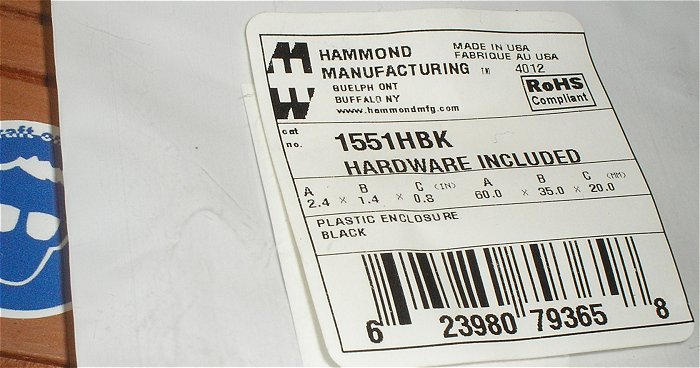 HAMMOND
MANUFACTURING TM
GUELPH ONT
BUFFALO NY
www.hammondmfg.com
MADE IN USA
FABRIQUE AU USA
4012
RoHS
Compliant
cat
no.
1551HBK
HARDWARE INCLUDED
A B C (IN) A B C (MM)
2.4 x 1.4 x 0.8 60.0 x 35.0 x 20.0
PLASTIC ENCLOSURE
BLACK
6 23980 79365 8